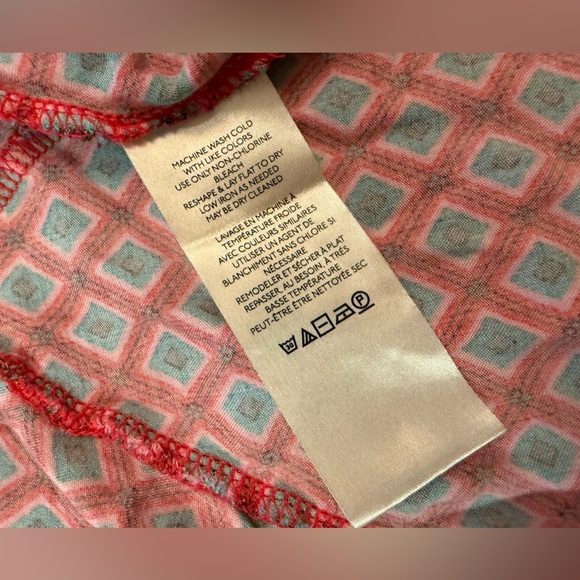 MACHINE WASH COLD
WITH LIKE COLORS
USE ONLY NON-CHLORINE
BLEACH
RESHAPE & LAY FLAT TO DRY
LOW IRON AS NEEDED
MAY BE DRY CLEANED
LAVAGE EN MACHINE À
TEMPÉRATURE FROIDE
AVEC COULEURS SIMILAIRES
UTILISER UN AGENT DE
BLANCHIMENT SANS CHLORE SI
NÉCESSAIRE
REMODELER ET SÉCHER À PLAT
REPASSER, AU BESOIN, À TRÈS
BASSE TEMPÉRATURE
PEUT-ÊTRE ÊTRE NETTOYÉE SEC
30 P